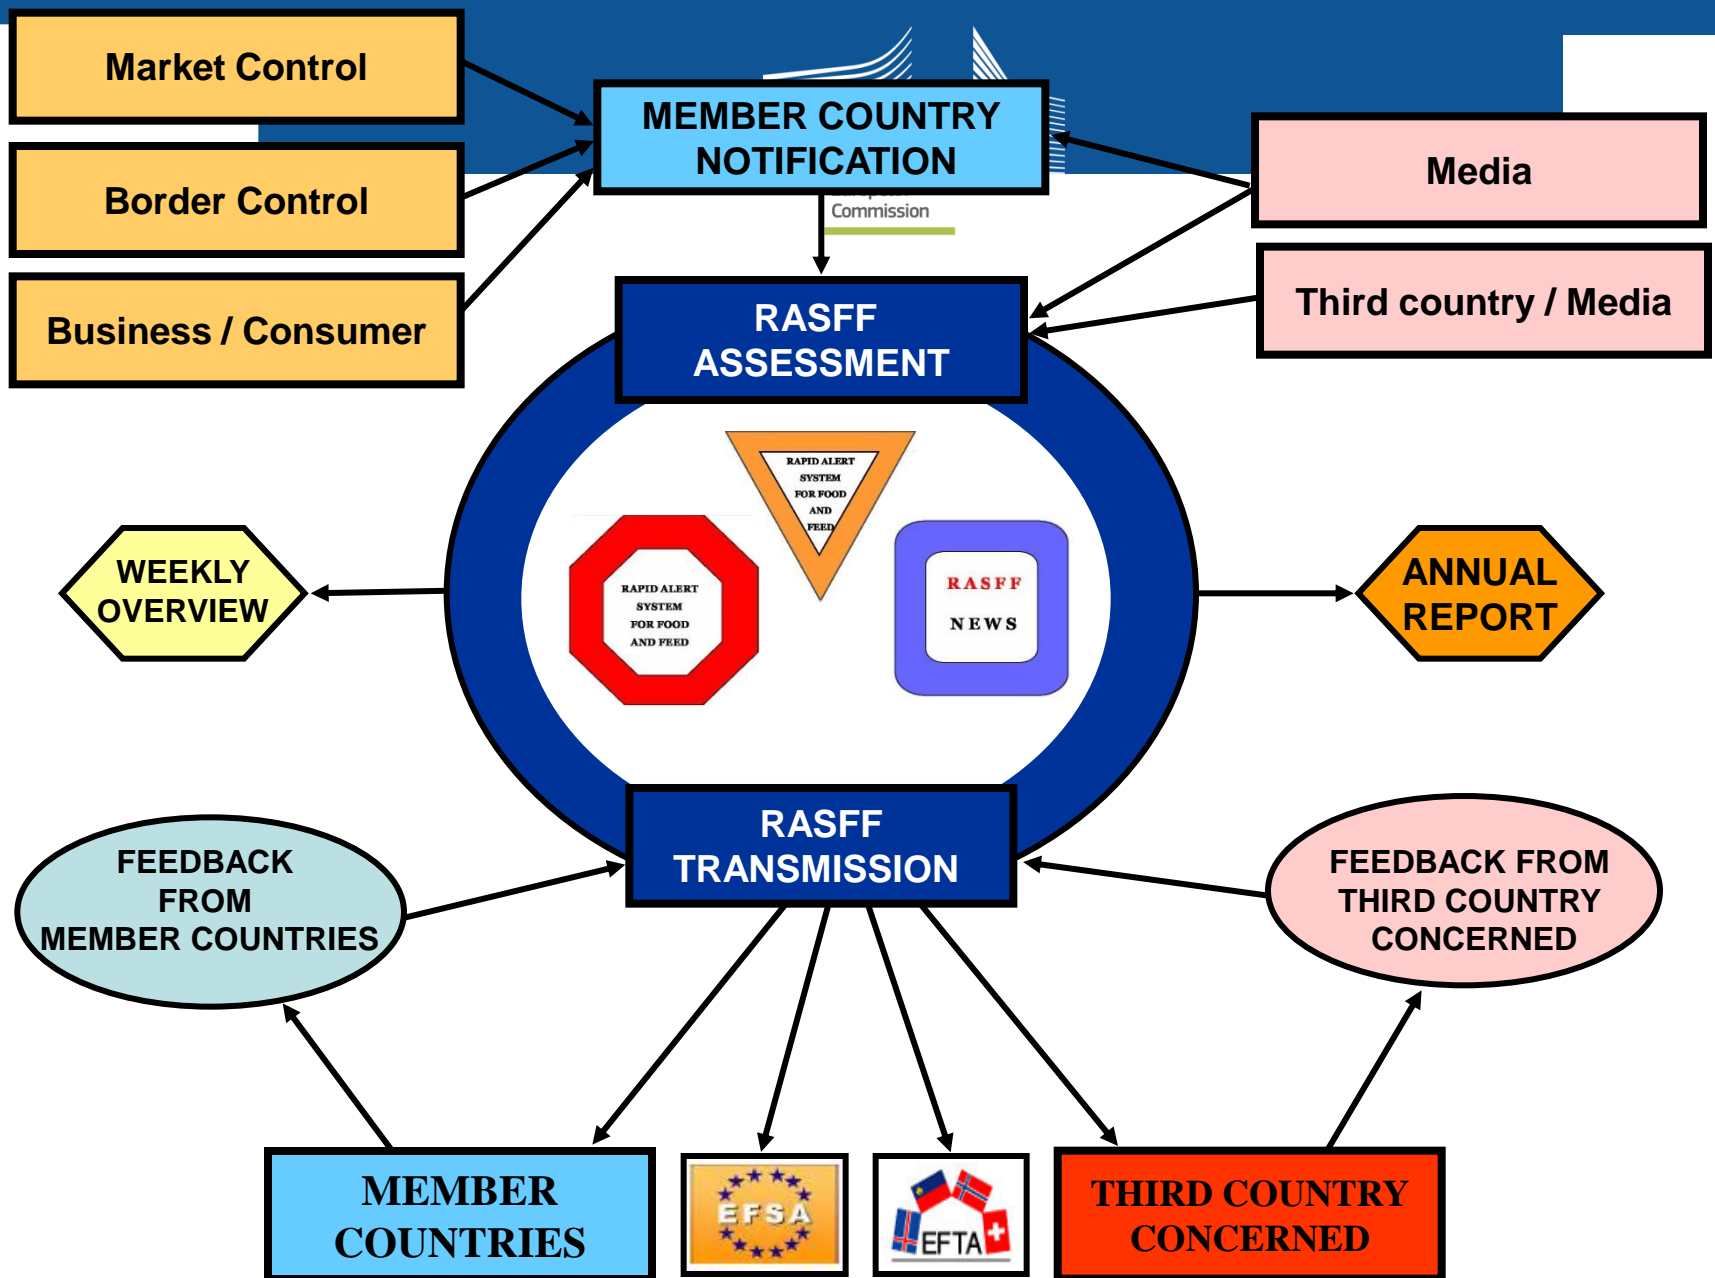 Market Control
MEMBER COUNTRY
NOTIFICATION
Media
Border Control
Commission
Third country / Media
Business / Consumer
RASFF
ASSESSMENT
RAPID ALERT
SYSTEM
FOR FOOD
AND
FEED
RAPID ALERT
SYSTEM
FOR FOOD
AND FEED
RASFF
NEWS
WEEKLY
OVERVIEW
ANNUAL
REPORT
RASFF
TRANSMISSION
FEEDBACK
FROM
MEMBER COUNTRIES
FEEDBACK FROM
THIRD COUNTRY
CONCERNED
MEMBER
COUNTRIES
EFSA
EFTA
THIRD COUNTRY
CONCERNED